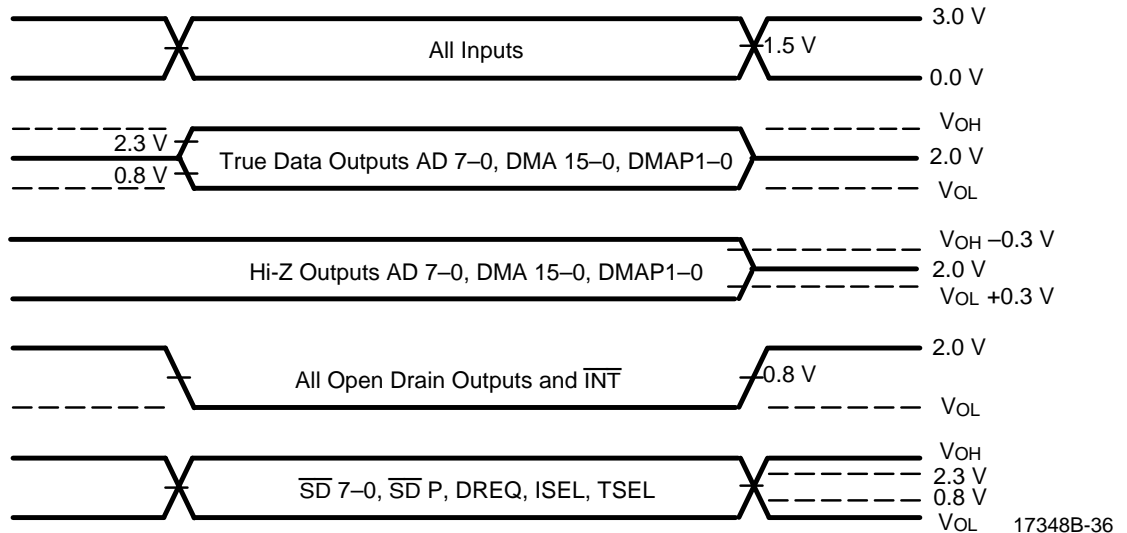 3.0 V
All Inputs
1.5 V
0.0 V
VOH
2.3 V
True Data Outputs AD 7–0, DMA 15–0, DMAP1–0
2.0 V
0.8 V
VOL
VOH –0.3 V
Hi-Z Outputs AD 7–0, DMA 15–0, DMAP1–0
2.0 V
VOL +0.3 V
2.0 V
All Open Drain Outputs and I̅N̅T̅
0.8 V
VOL
VOH
2.3 V
S̅D̅ 7–0, S̅D̅ P, DREQ, ISEL, TSEL
0.8 V
VOL
17348B-36